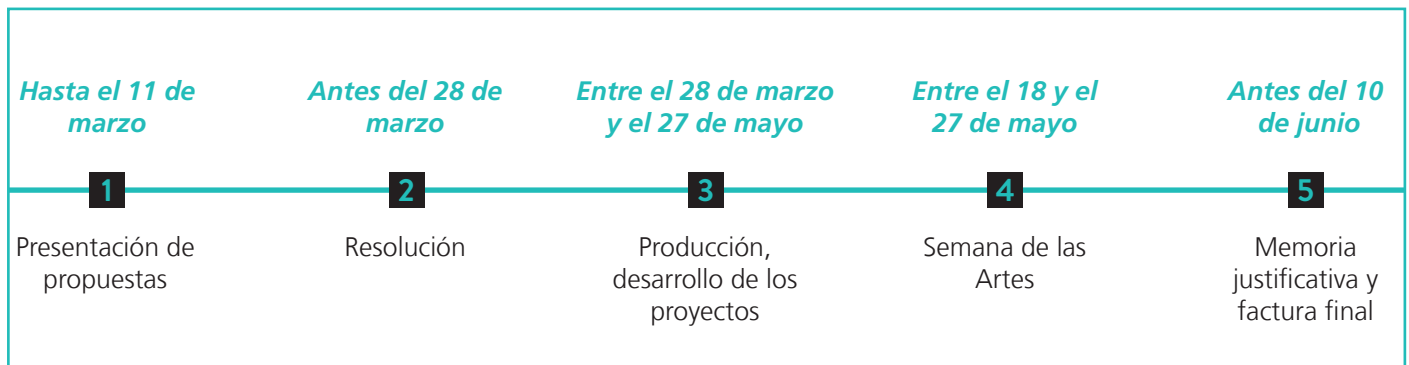 Hasta el 11 de
marzo
Antes del 28 de
marzo
Entre el 28 de marzo
y el 27 de mayo
Entre el 18 y el
27 de mayo
Antes del 10
de junio
1
2
3
4
5
Presentación de
propuestas
Resolución
Producción,
desarrollo de los
proyectos
Semana de las
Artes
Memoria
justificativa y
factura final